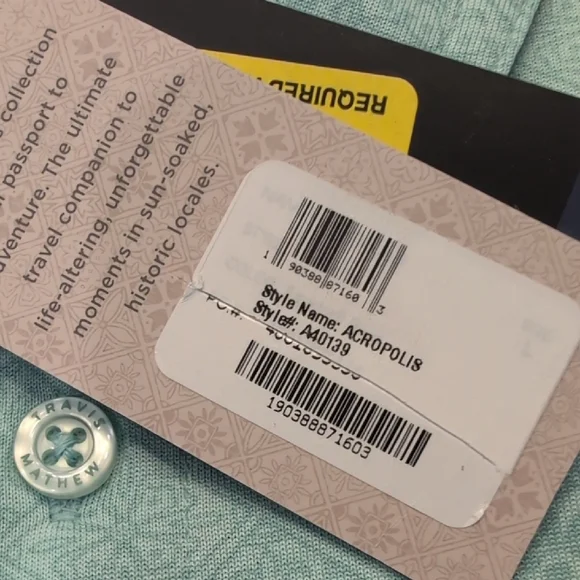 collection
passport to
venture. The ultimate
travel companion to
life-altering, unforgettable
moments in sun-soaked,
historic locales.
REQUIRED
1 90388 87160 3
Style Name: ACROPOLIS
Style#: A40139
190388871603
TRAVIS
MATHEW